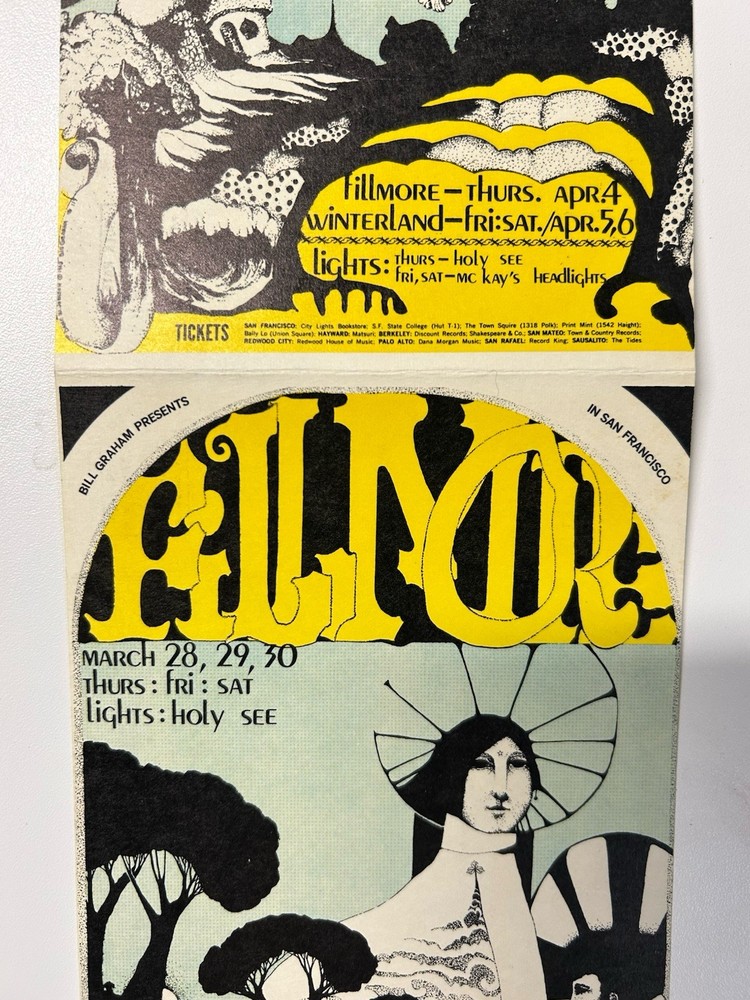 FILLMORE—THURS. APR.4
WINTERLAND—FRI:SAT./APR.5,6
LIGHTS: THURS—HOLY SEE
FRI,SAT—MC KAY'S HEADLIGHTS
TICKETS
SAN FRANCISCO: City Lights Bookstore; S.F. State College (Hut T-1); The Town Squire (1318 Polk); Print Mint (1542 Haight);
Bally Lo (Union Square); HAYWARD: Matsuri; BERKELEY: Discount Records; Shakespeare & Co.; SAN MATEO: Town & Country Records;
REDWOOD CITY: Redwood House of Music; PALO ALTO: Dana Morgan Music; SAN RAFAEL: Record King; SAUSALITO: The Tides
BILL GRAHAM PRESENTS
IN SAN FRANCISCO
FILLMORE
MARCH 28, 29, 30
THURS : FRI : SAT
LIGHTS : HOLY SEE